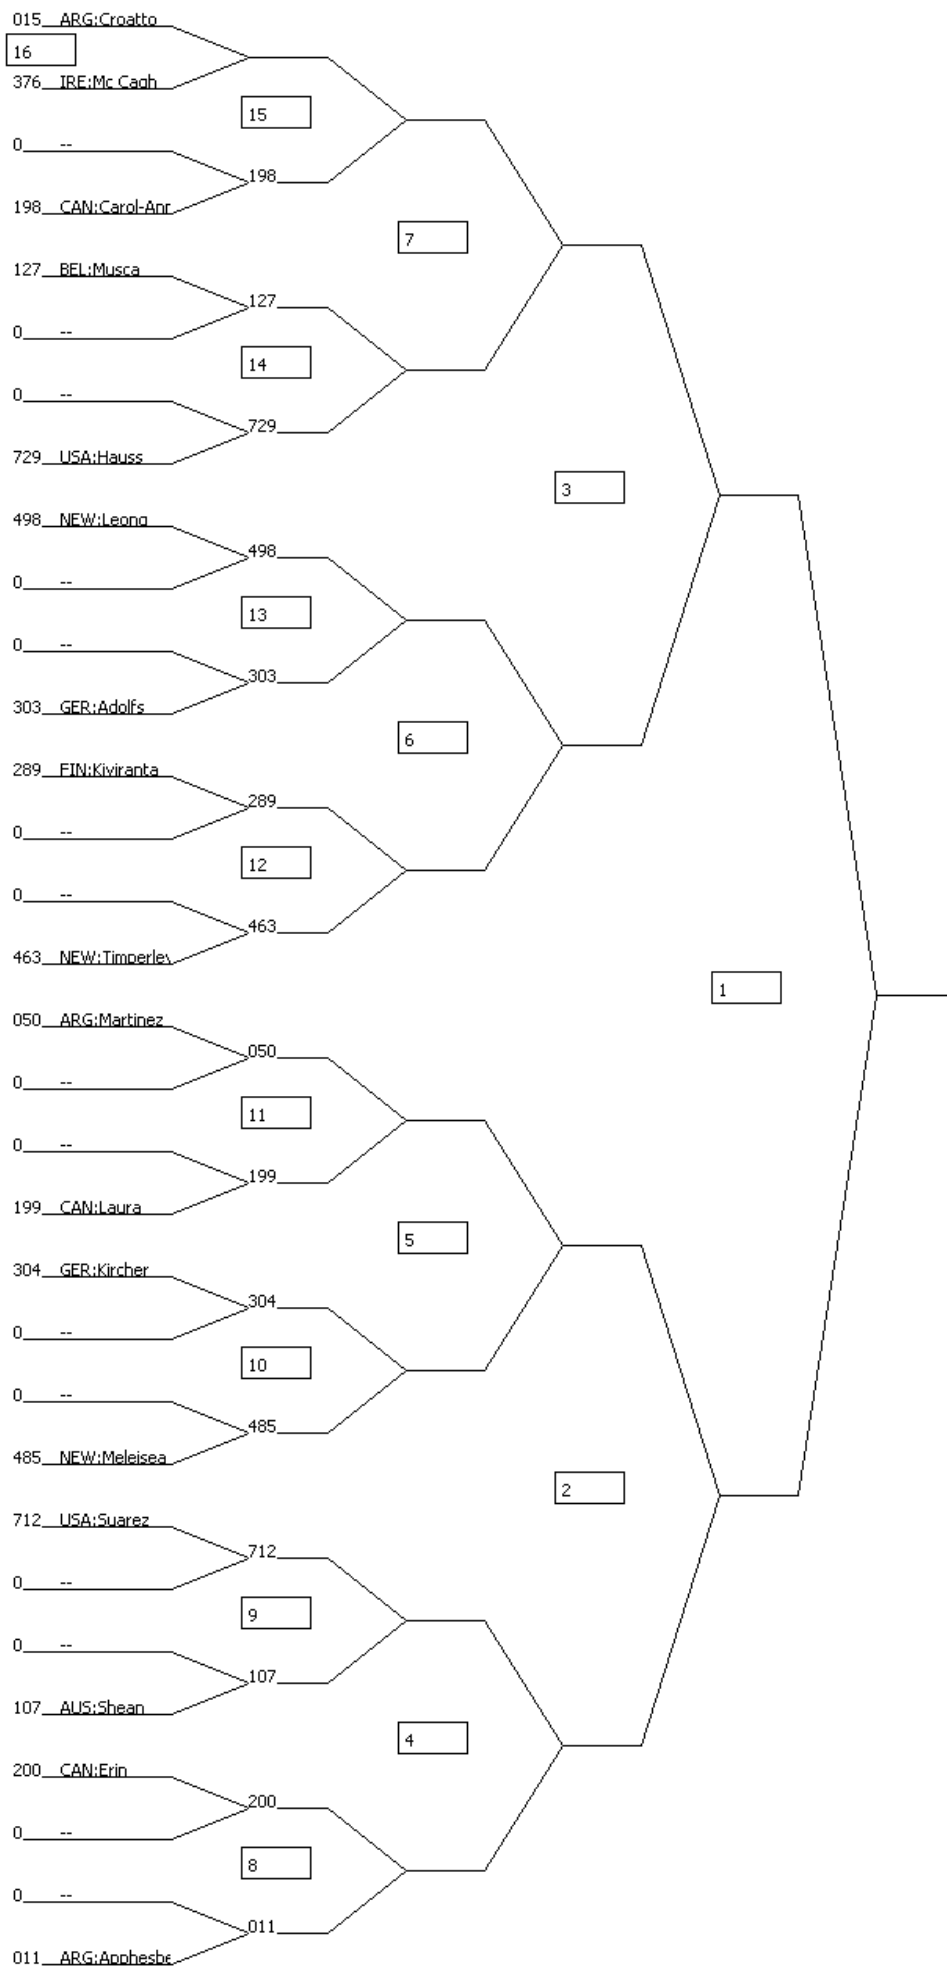 015 ARG:Croatto
16
376 IRE:Mc Cagh
15
0 --
198
198 CAN:Carol-Anr
7
127 BEL:Musca
127
0 --
14
0 --
729
729 USA:Hauss
3
498 NEW:Leong
498
0 --
13
0 --
303
303 GER:Adolfs
6
289 FIN:Kiviranta
289
0 --
12
0 --
463
463 NEW:Timperley
1
050 ARG:Martinez
050
0 --
11
0 --
199
199 CAN:Laura
5
304 GER:Kircher
304
0 --
10
0 --
485
485 NEW:Meleisea
2
712 USA:Suarez
712
0 --
9
0 --
107
107 AUS:Shean
4
200 CAN:Erin
200
0 --
8
0 --
011
011 ARG:Apphesbe